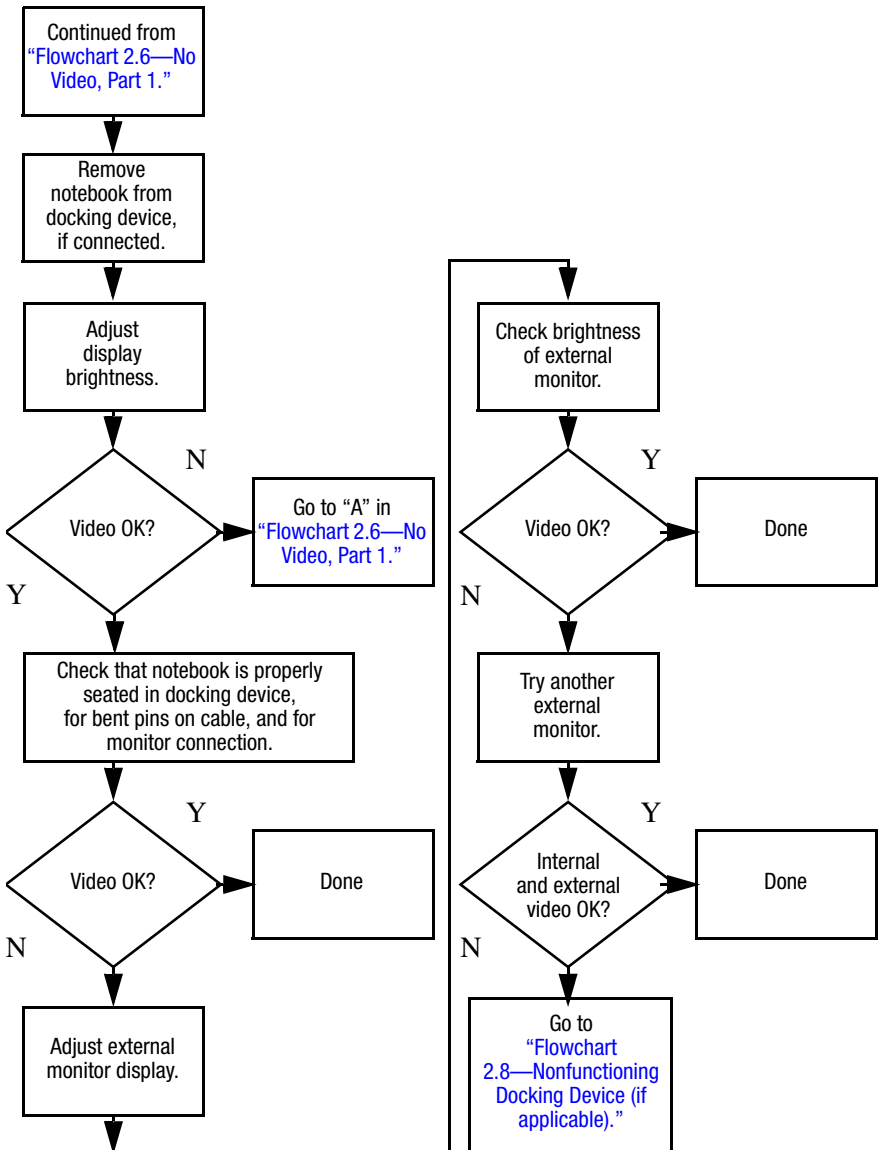 Continued from
“Flowchart 2.6—No
Video, Part 1.”
Remove
notebook from
docking device,
if connected.
Adjust
display
brightness.
Video OK?
N
Y
Go to “A” in
“Flowchart 2.6—No
Video, Part 1.”
Check that notebook is properly
seated in docking device,
for bent pins on cable, and for
monitor connection.
Video OK?
Y
N
Done
Adjust external
monitor display.
Check brightness
of external
monitor.
Video OK?
Y
N
Done
Try another
external
monitor.
Internal
and external
video OK?
Y
N
Done
Go to
“Flowchart
2.8—Nonfunctioning
Docking Device (if
applicable).”